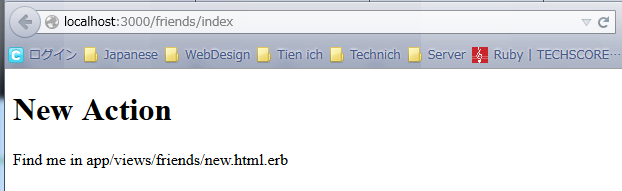 localhost:3000/friends/index
ログイン Japanese WebDesign Tien ich Technich Server Ruby | TECHSCORE...
New Action
Find me in app/views/friends/new.html.erb